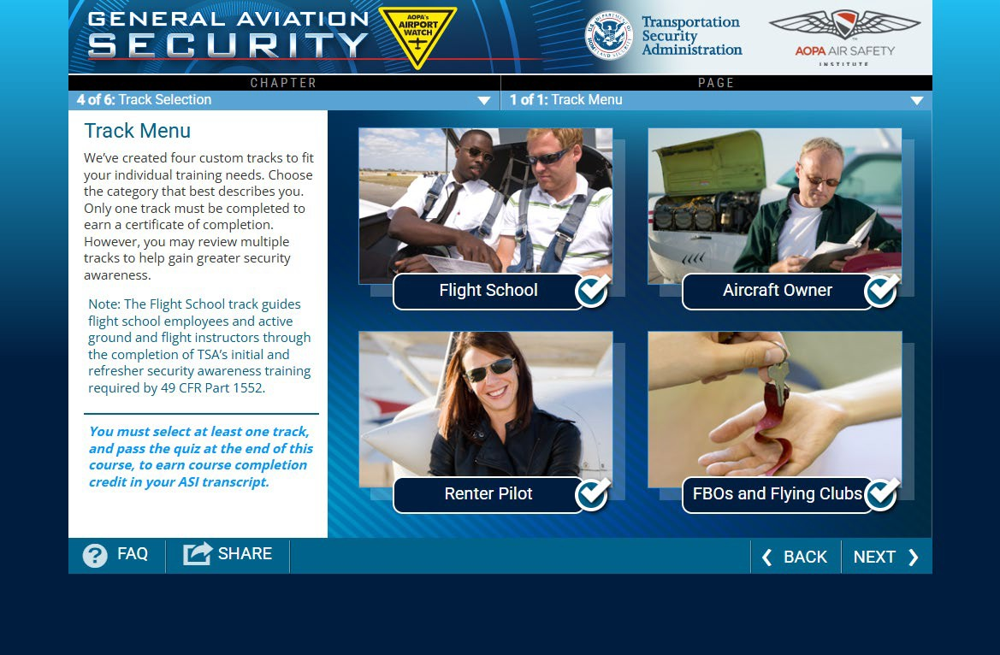 GENERAL AVIATION
SECURITY
AOPA's
AIRPORT
WATCH
Transportation
Security
Administration
AOPA AIR SAFETY
INSTITUTE
CHAPTER
PAGE
4 of 6: Track Selection
1 of 1: Track Menu
Track Menu
We've created four custom tracks to fit
your individual training needs. Choose
the category that best describes you.
Only one track must be completed to
earn a certificate of completion.
However, you may review multiple
tracks to help gain greater security
awareness.
Note: The Flight School track guides
flight school employees and active
ground and flight instructors through
the completion of TSA's initial and
refresher security awareness training
required by 49 CFR Part 1552.
You must select at least one track,
and pass the quiz at the end of this
course, to earn course completion
credit in your ASI transcript.
Flight School
Aircraft Owner
Renter Pilot
FBOs and Flying Clubs
? FAQ
SHARE
BACK
NEXT